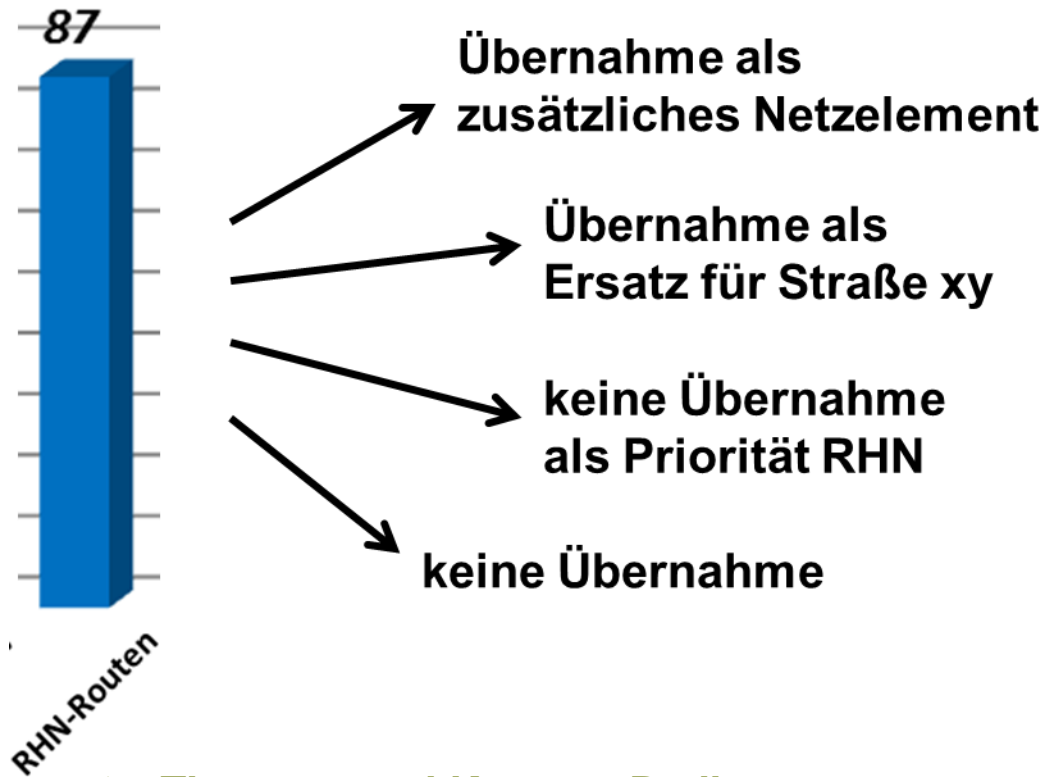 87
Übernahme als
zusätzliches Netzelement
Übernahme als
Ersatz für Straße xy
keine Übernahme
als Priorität RHN
keine Übernahme
RHN-Routen